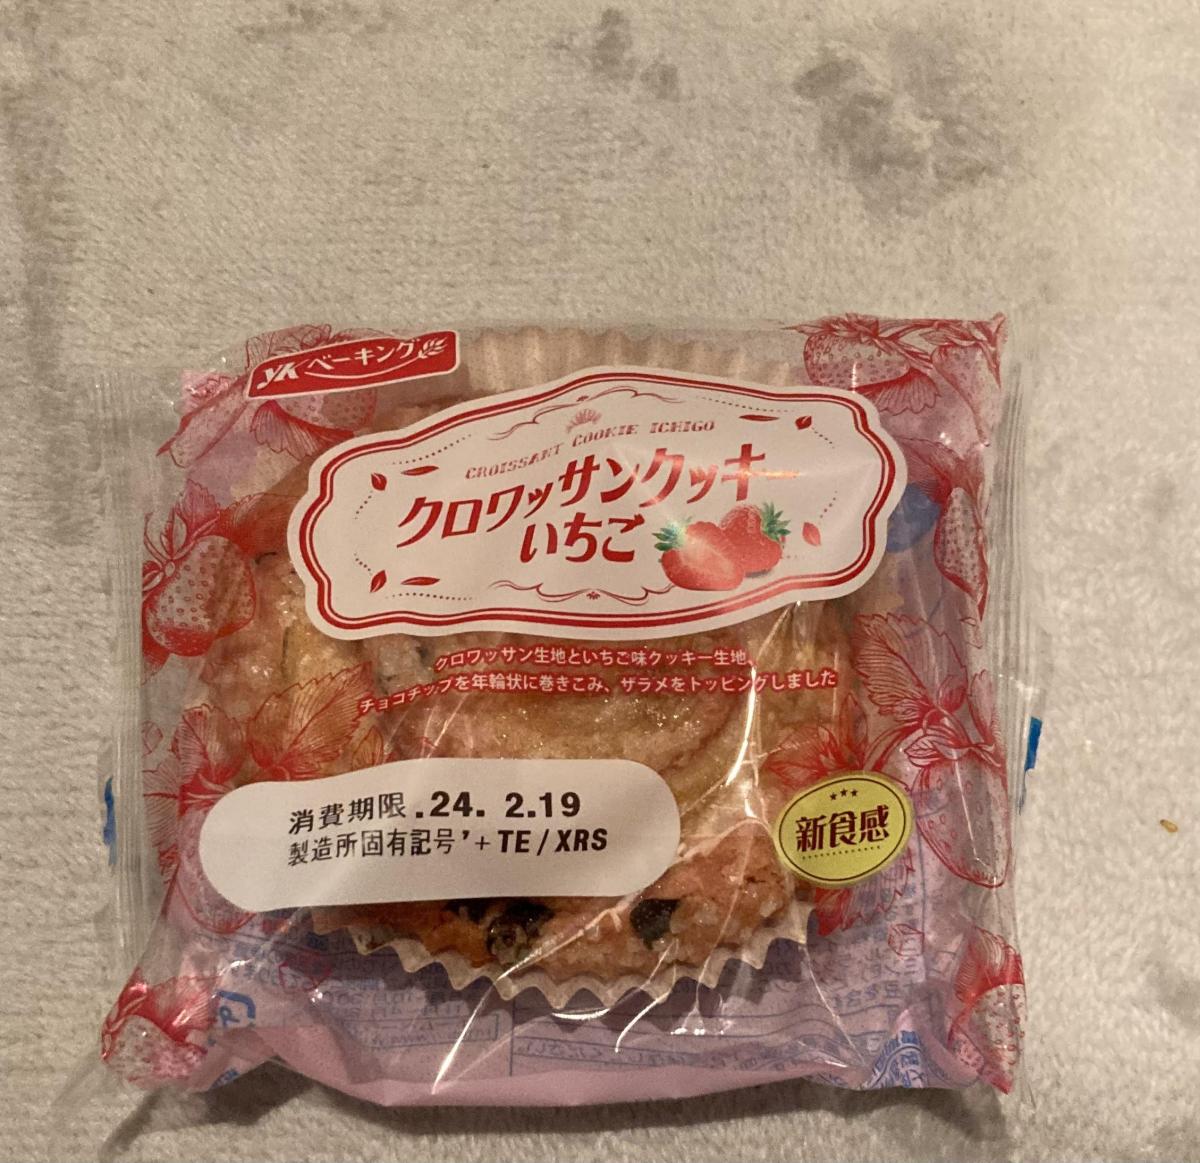 YK ベーキング
CROISSANT COOKIE ICHIGO
クロワッサンクッキー
いちご
クロワッサン生地といちご味クッキー生地、
チョコチップを年輪状に巻きこみ、ザラメをトッピングしました
消費期限 .24. 2.19
製造所固有記号'+ TE / XRS
新食感